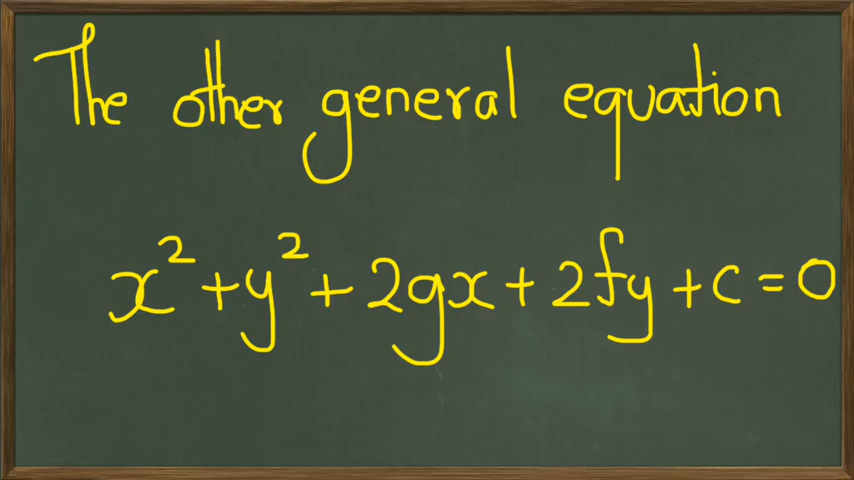 The other general equation
x² + y² + 2gx + 2fy + c = 0